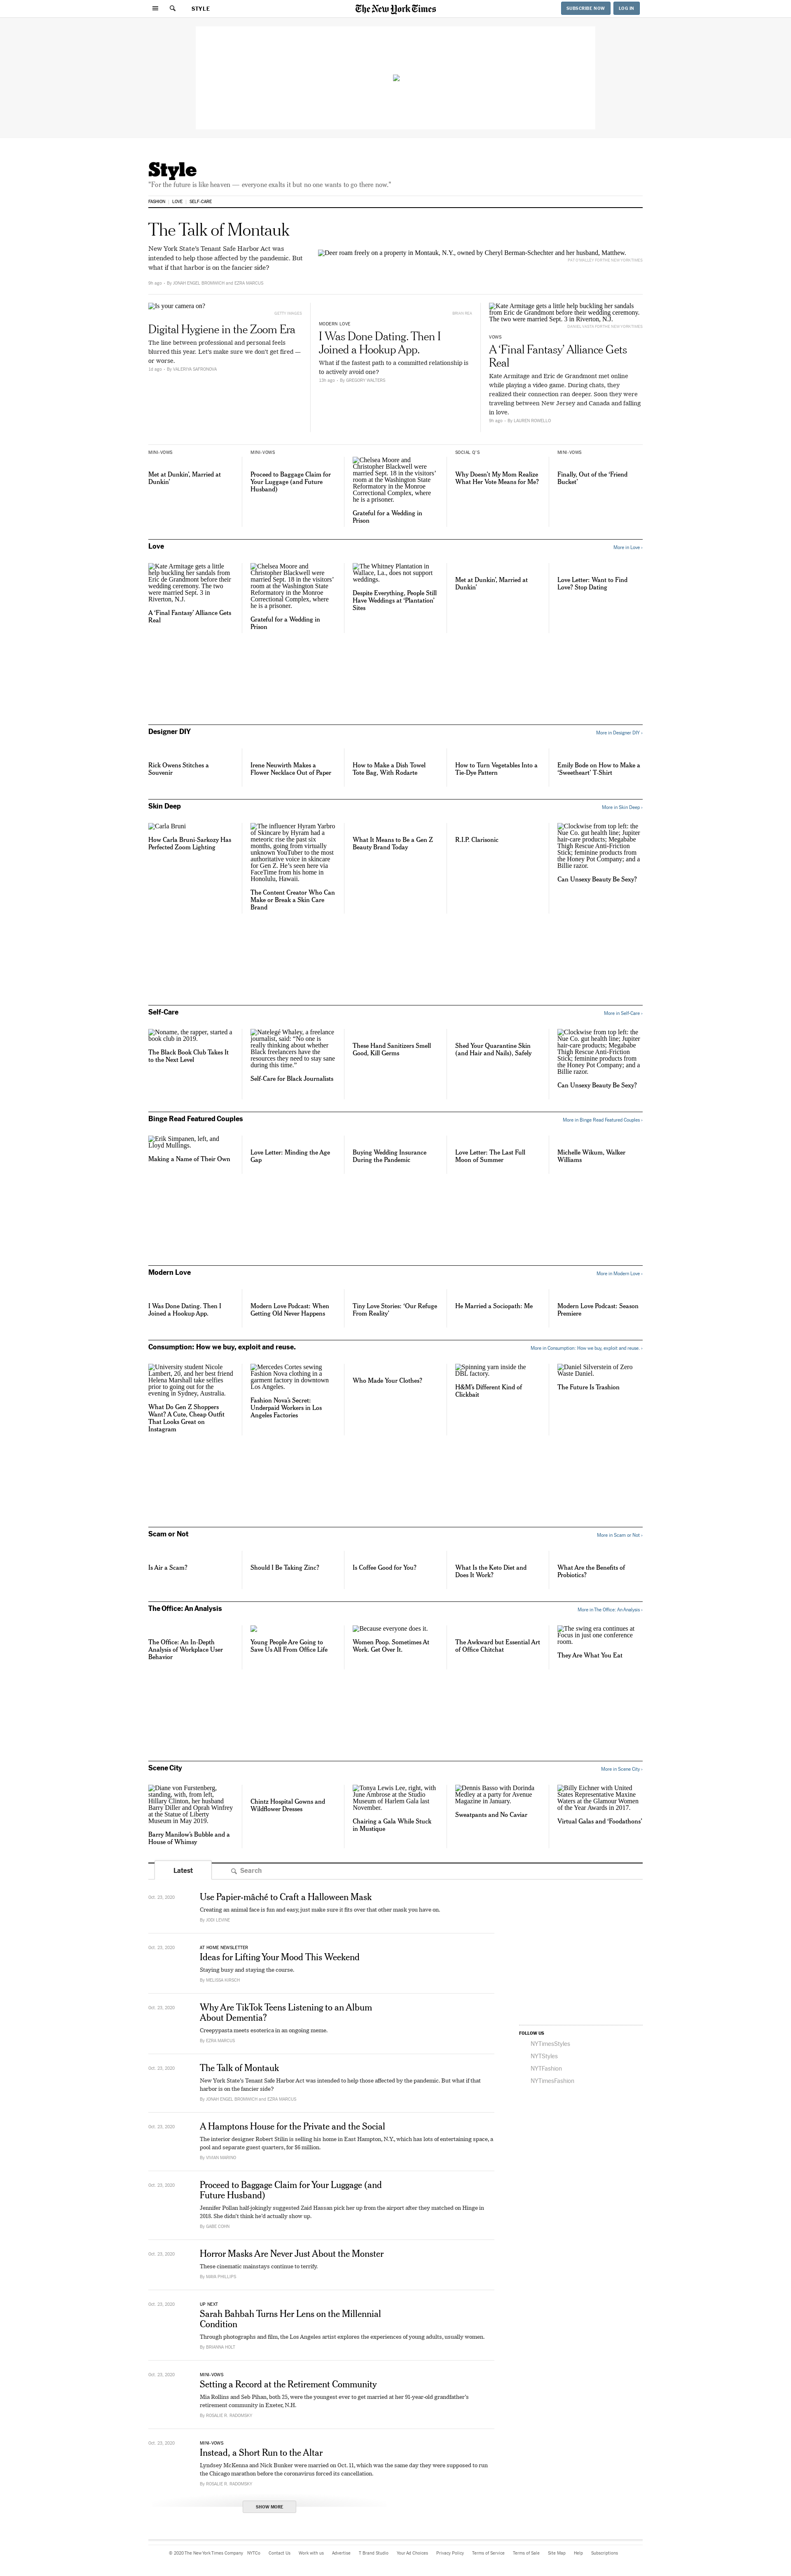 STYLE
The New York Times
SUBSCRIBE NOW
LOG IN
Style
"For the future is like heaven — everyone exalts it but no one wants to go there now."
FASHION | LOVE | SELF-CARE
The Talk of Montauk
New York State's Tenant Safe Harbor Act was
intended to help those affected by the pandemic. But
what if that harbor is on the fancier side?
9h ago - By JONAH ENGEL BROMWICH and EZRA MARCUS
Deer roam freely on a property in Montauk, N.Y., owned by Cheryl Berman-Schechter and her husband, Matthew.
Is your camera on?
GETTY IMAGES
Digital Hygiene in the Zoom Era
The line between professional and personal feels
blurred this year. Let's make sure we don't get fired —
or worse.
1d ago - By VALERIYA SAFRONOVA
BRIAN REA
MODERN LOVE
I Was Done Dating. Then I
Joined a Hookup App.
What if the fastest path to a committed relationship is
to actively avoid one?
13h ago - By GREGORY WALTERS
Kate Armitage gets a little help buckling her sandals
from Eric de Grandmont before their wedding ceremony.
The two were married Sept. 3 in Riverton, N.J.
VOWS
A 'Final Fantasy' Alliance Gets
Real
Kate Armitage and Eric de Grandmont met online
while playing a video game. During chats, they
realized their connection ran deeper. Soon they were
traveling between New Jersey and Canada and falling
in love.
9h ago - By LAUREN ROWELLO
MINI-VOWS
Met at Dunkin', Married at
Dunkin'
MINI-VOWS
Proceed to Baggage Claim for
Your Luggage (and Future
Husband)
Chelsea Moore and
Christopher Blackwell were
married Sept. 18 in the visitors'
room at the Washington State
Reformatory in the Monroe
Correctional Complex, where
he is a prisoner.
Grateful for a Wedding in
Prison
SOCIAL Q'S
Why Doesn't My Mom Realize
What Her Vote Means for Me?
MINI-VOWS
Finally, Out of the 'Friend
Bucket'
Love
More in Love ›
Kate Armitage gets a little
help buckling her sandals from
Eric de Grandmont before their
wedding ceremony. The two
were married Sept. 3 in
Riverton, N.J.
A 'Final Fantasy' Alliance Gets
Real
Chelsea Moore and
Christopher Blackwell were
married Sept. 18 in the visitors'
room at the Washington State
Reformatory in the Monroe
Correctional Complex, where
he is a prisoner.
Grateful for a Wedding in
Prison
The Whitney Plantation in
Wallace, La., does not support
weddings.
Despite Everything, People Still
Have Weddings at 'Plantation'
Sites
Met at Dunkin', Married at
Dunkin'
Love Letter: Want to Find
Love? Stop Dating
Designer DIY
More in Designer DIY ›
Rick Owens Stitches a
Souvenir
Irene Neuwirth Makes a
Flower Necklace Out of Paper
How to Make a Dish Towel
Tote Bag, With Rodarte
How to Turn Vegetables Into a
Tie-Dye Pattern
Emily Bode on How to Make a
'Sweetheart' T-Shirt
Skin Deep
More in Skin Deep ›
Carla Bruni
How Carla Bruni-Sarkozy Has
Perfected Zoom Lighting
The influencer Hyram Yarbro
of Skincare by Hyram had a
meteoric rise the past six
months, going from virtually
unknown YouTuber to the most
authoritative voice in skincare
for Gen Z. He's seen here via
FaceTime from his home in
Honolulu, Hawaii.
The Content Creator Who Can
Make or Break a Skin Care
Brand
What It Means to Be a Gen Z
Beauty Brand Today
R.I.P. Clarisonic
Clockwise from top left: the
Nue Co. gut health line; Jupiter
hair-care products; Megababe
Thigh Rescue Anti-Friction
Stick; feminine products from
the Honey Pot Company; and a
Billie razor.
Can Unsexy Beauty Be Sexy?
Self-Care
More in Self-Care ›
Noname, the rapper, started a
book club in 2019.
The Black Book Club Takes It
to the Next Level
Natelegé Whaley, a freelance
journalist, said: "No one is
really thinking about whether
Black freelancers have the
resources they need to stay sane
during this time."
Self-Care for Black Journalists
These Hand Sanitizers Smell
Good, Kill Germs
Shed Your Quarantine Skin
(and Hair and Nails), Safely
Clockwise from top left: the
Nue Co. gut health line; Jupiter
hair-care products; Megababe
Thigh Rescue Anti-Friction
Stick; feminine products from
the Honey Pot Company; and a
Billie razor.
Can Unsexy Beauty Be Sexy?
Binge Read Featured Couples
More in Binge Read Featured Couples ›
Erik Simpanen, left, and
Lloyd Mullings.
Making a Name of Their Own
Love Letter: Minding the Age
Gap
Buying Wedding Insurance
During the Pandemic
Love Letter: The Last Full
Moon of Summer
Michelle Wikum, Walker
Williams
Modern Love
More in Modern Love ›
I Was Done Dating. Then I
Joined a Hookup App.
Modern Love Podcast: When
Getting Old Never Happens
Tiny Love Stories: 'Our Refuge
From Reality'
He Married a Sociopath: Me
Modern Love Podcast: Season
Premiere
Consumption: How we buy, exploit and reuse.
More in Consumption: How we buy, exploit and reuse. ›
University student Nicole
Lambert, 20, and her best friend
Helena Marshall take selfies
prior to going out for the
evening in Sydney, Australia.
What Do Gen Z Shoppers
Want? A Cute, Cheap Outfit
That Looks Great on
Instagram
Mercedes Cortes sewing
Fashion Nova clothing in a
garment factory in downtown
Los Angeles.
Fashion Nova's Secret:
Underpaid Workers in Los
Angeles Factories
Who Made Your Clothes?
Spinning yarn inside the
DBL factory.
H&M's Different Kind of
Clickbait
Daniel Silverstein of Zero
Waste Daniel.
The Future Is Trashion
Scam or Not
More in Scam or Not ›
Is Air a Scam?
Should I Be Taking Zinc?
Is Coffee Good for You?
What Is the Keto Diet and
Does It Work?
What Are the Benefits of
Probiotics?
The Office: An Analysis
More in The Office: An Analysis ›
The Office: An In-Depth
Analysis of Workplace User
Behavior
Young People Are Going to
Save Us All From Office Life
Because everyone does it.
Women Poop. Sometimes At
Work. Get Over It.
The Awkward but Essential Art
of Office Chitchat
The swing era continues at
Focus in just one conference
room.
They Are What You Eat
Scene City
More in Scene City ›
Diane von Furstenberg,
standing, with, from left,
Hillary Clinton, her husband
Barry Diller and Oprah Winfrey
at the Statue of Liberty
Museum in May 2019.
Barry Manilow's Bubble and a
House of Whimsy
Chintz Hospital Gowns and
Wildflower Dresses
Tonya Lewis Lee, right, with
June Ambrose at the Studio
Museum of Harlem Gala last
November.
Chairing a Gala While Stuck
in Mustique
Dennis Basso with Dorinda
Medley at a party for Avenue
Magazine in January.
Sweatpants and No Caviar
Billy Eichner with United
States Representative Maxine
Waters at the Glamour Women
of the Year Awards in 2017.
Virtual Galas and 'Foodathons'
Latest
Search
Oct. 23, 2020
Use Papier-mâché to Craft a Halloween Mask
Creating an animal face is fun and easy, just make sure it fits over that other mask you have on.
By JODI LEVINE
Oct. 23, 2020
AT HOME NEWSLETTER
Ideas for Lifting Your Mood This Weekend
Staying busy and staying the course.
By MELISSA KIRSCH
Oct. 23, 2020
Why Are TikTok Teens Listening to an Album
About Dementia?
Creepypasta meets esoterica in an ongoing meme.
By EZRA MARCUS
Oct. 23, 2020
The Talk of Montauk
New York State's Tenant Safe Harbor Act was intended to help those affected by the pandemic. But what if that
harbor is on the fancier side?
By JONAH ENGEL BROMWICH and EZRA MARCUS
Oct. 23, 2020
A Hamptons House for the Private and the Social
The interior designer Robert Stilin is selling his home in East Hampton, N.Y., which has lots of entertaining space, a
pool and separate guest quarters, for $6 million.
By VIVIAN MARINO
Oct. 23, 2020
Proceed to Baggage Claim for Your Luggage (and
Future Husband)
Jennifer Pollan half-jokingly suggested Zaid Hassan pick her up from the airport after they matched on Hinge in
2018. She didn't think he'd actually show up.
By GABE COHN
Oct. 23, 2020
Horror Masks Are Never Just About the Monster
These cinematic mainstays continue to terrify.
By MAYA PHILLIPS
Oct. 23, 2020
UP NEXT
Sarah Bahbah Turns Her Lens on the Millennial
Condition
Through photographs and film, the Los Angeles artist explores the experiences of young adults, usually women.
By BRIANNA HOLT
Oct. 23, 2020
MINI-VOWS
Setting a Record at the Retirement Community
Mia Rollins and Seb Pihan, both 25, were the youngest ever to get married at her 91-year-old grandfather's
retirement community in Exeter, N.H.
By ROSALIE R. RADOMSKY
Oct. 23, 2020
MINI-VOWS
Instead, a Short Run to the Altar
Lyndsey McKenna and Nick Bunker were married on Oct. 11, which was the same day they were supposed to run
the Chicago marathon before the coronavirus forced its cancellation.
By ROSALIE R. RADOMSKY
SHOW MORE
FOLLOW US
NYTimesStyles
NYTStyles
NYTFashion
NYTimesFashion
© 2020 The New York Times Company NYTCo Contact Us Work with us Advertise T Brand Studio Your Ad Choices Privacy Policy Terms of Service Terms of Sale Site Map Help Subscriptions